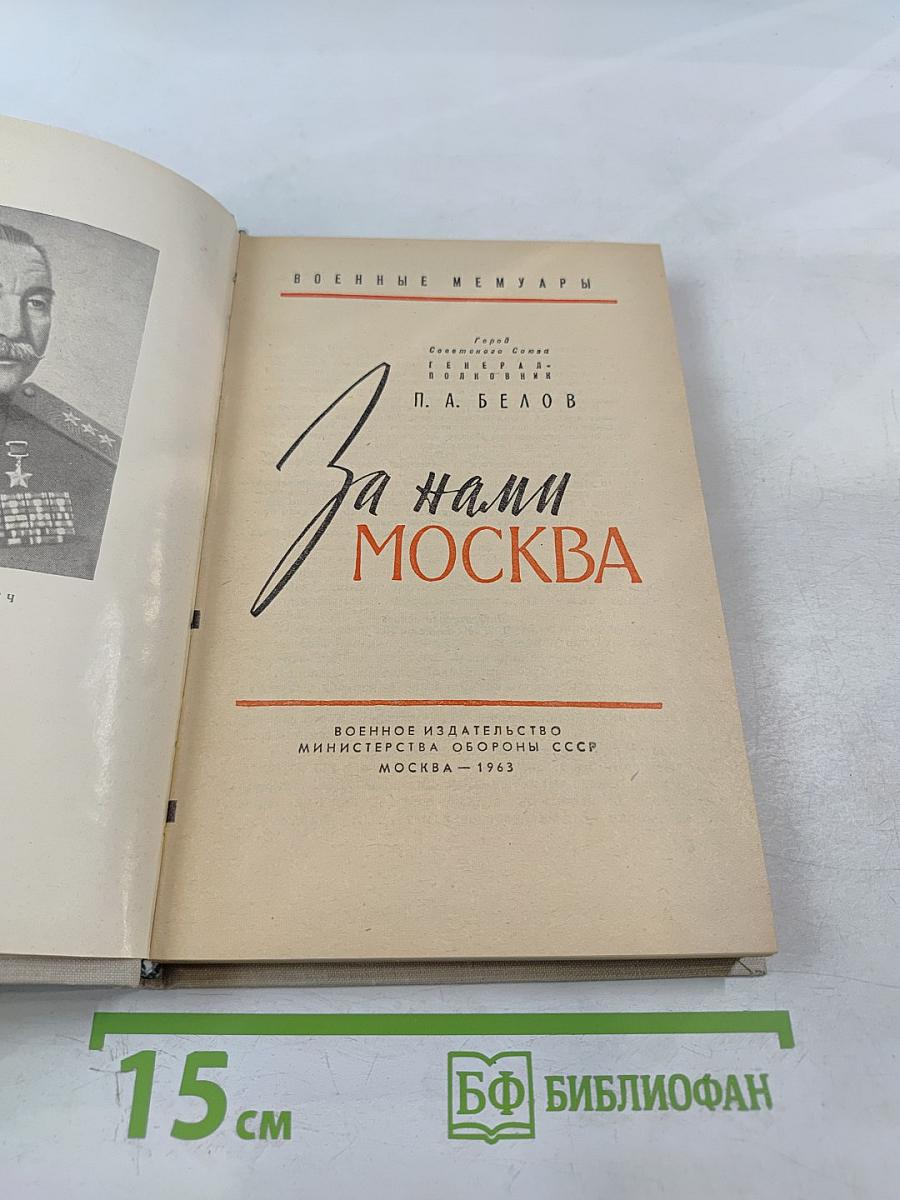 ВОЕННЫЕ МЕМУАРЫ
Герой
Советского Союза
ГЕНЕРАЛ-
ПОЛКОВНИК
П. А. БЕЛОВ
За нами
МОСКВА
ВОЕННОЕ ИЗДАТЕЛЬСТВО
МИНИСТЕРСТВА ОБОРОНЫ СССР
МОСКВА — 1963
15 см
БФ БИБЛИОФАН